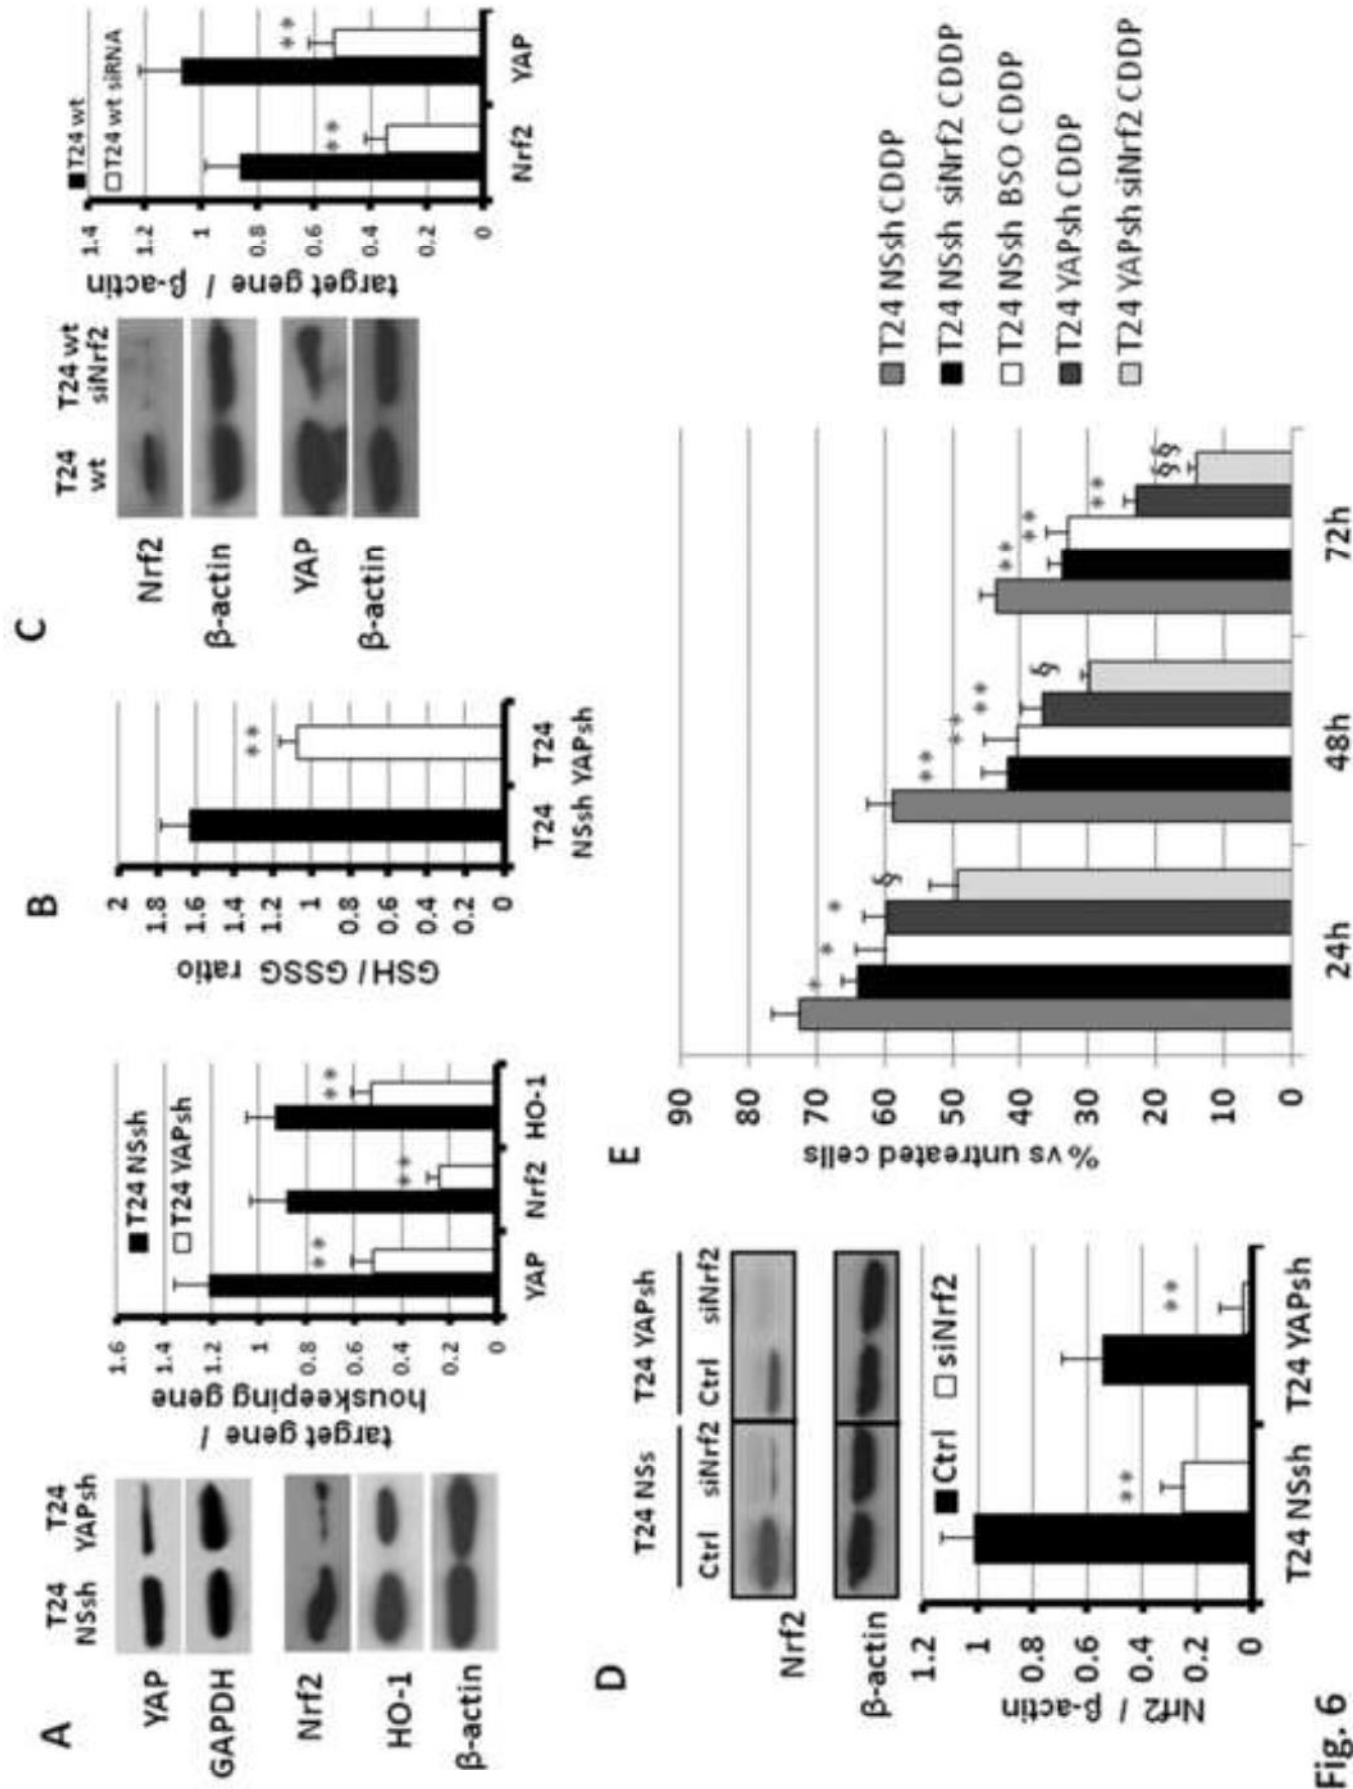 A
T24 NSsh
T24 YAPsh
YAP
GAPDH
Nrf2
HO-1
β-actin
target gene /
houskeeping gene
1.6
1.4
1.2
1
0.8
0.6
0.4
0.2
0
T24 NSsh
T24 YAPsh
YAP
Nrf2
HO-1
**
**
**
B
GSH / GSSG ratio
2
1.8
1.6
1.4
1.2
1
0.8
0.6
0.4
0.2
0
**
T24 NSsh
T24 YAPsh
C
T24 wt
T24 wt siNrf2
Nrf2
β-actin
YAP
β-actin
target gene / β-actin
1.4
1.2
1
0.8
0.6
0.4
0.2
0
T24 wt
T24 wt siRNA
**
**
Nrf2
YAP
D
T24 NSs
T24 YAPsh
Ctrl
siNrf2
Ctrl
siNrf2
Nrf2
β-actin
Nrf2 / β-actin
1.2
1
0.8
0.6
0.4
0.2
0
Ctrl
siNrf2
**
**
T24 NSsh
T24 YAPsh
E
% vs untreated cells
90
80
70
60
50
40
30
20
10
0
*
*
*
§
**
**
**
§
**
**
**
§§
24h
48h
72h
T24 NSsh CDDP
T24 NSsh siNrf2 CDDP
T24 NSsh BSO CDDP
T24 YAPsh CDDP
T24 YAPsh siNrf2 CDDP
Fig. 6